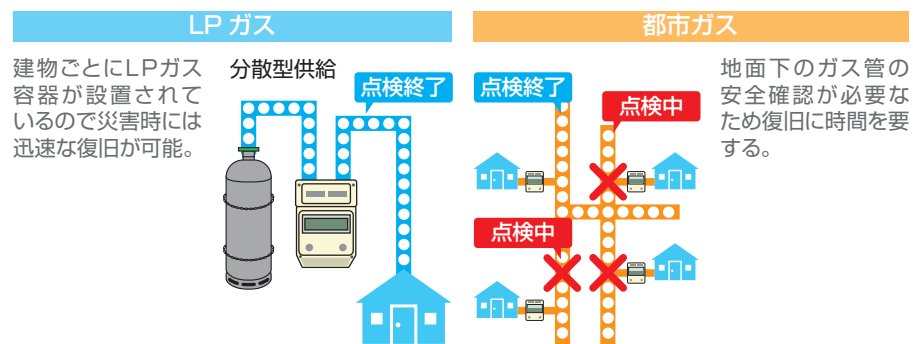 LP ガス
建物ごとにLPガス
容器が設置されて
いるので災害時には
迅速な復旧が可能。
分散型供給
点検終了
都市ガス
点検終了
点検中
点検中
地面下のガス管の
安全確認が必要な
ため復旧に時間を要
する。